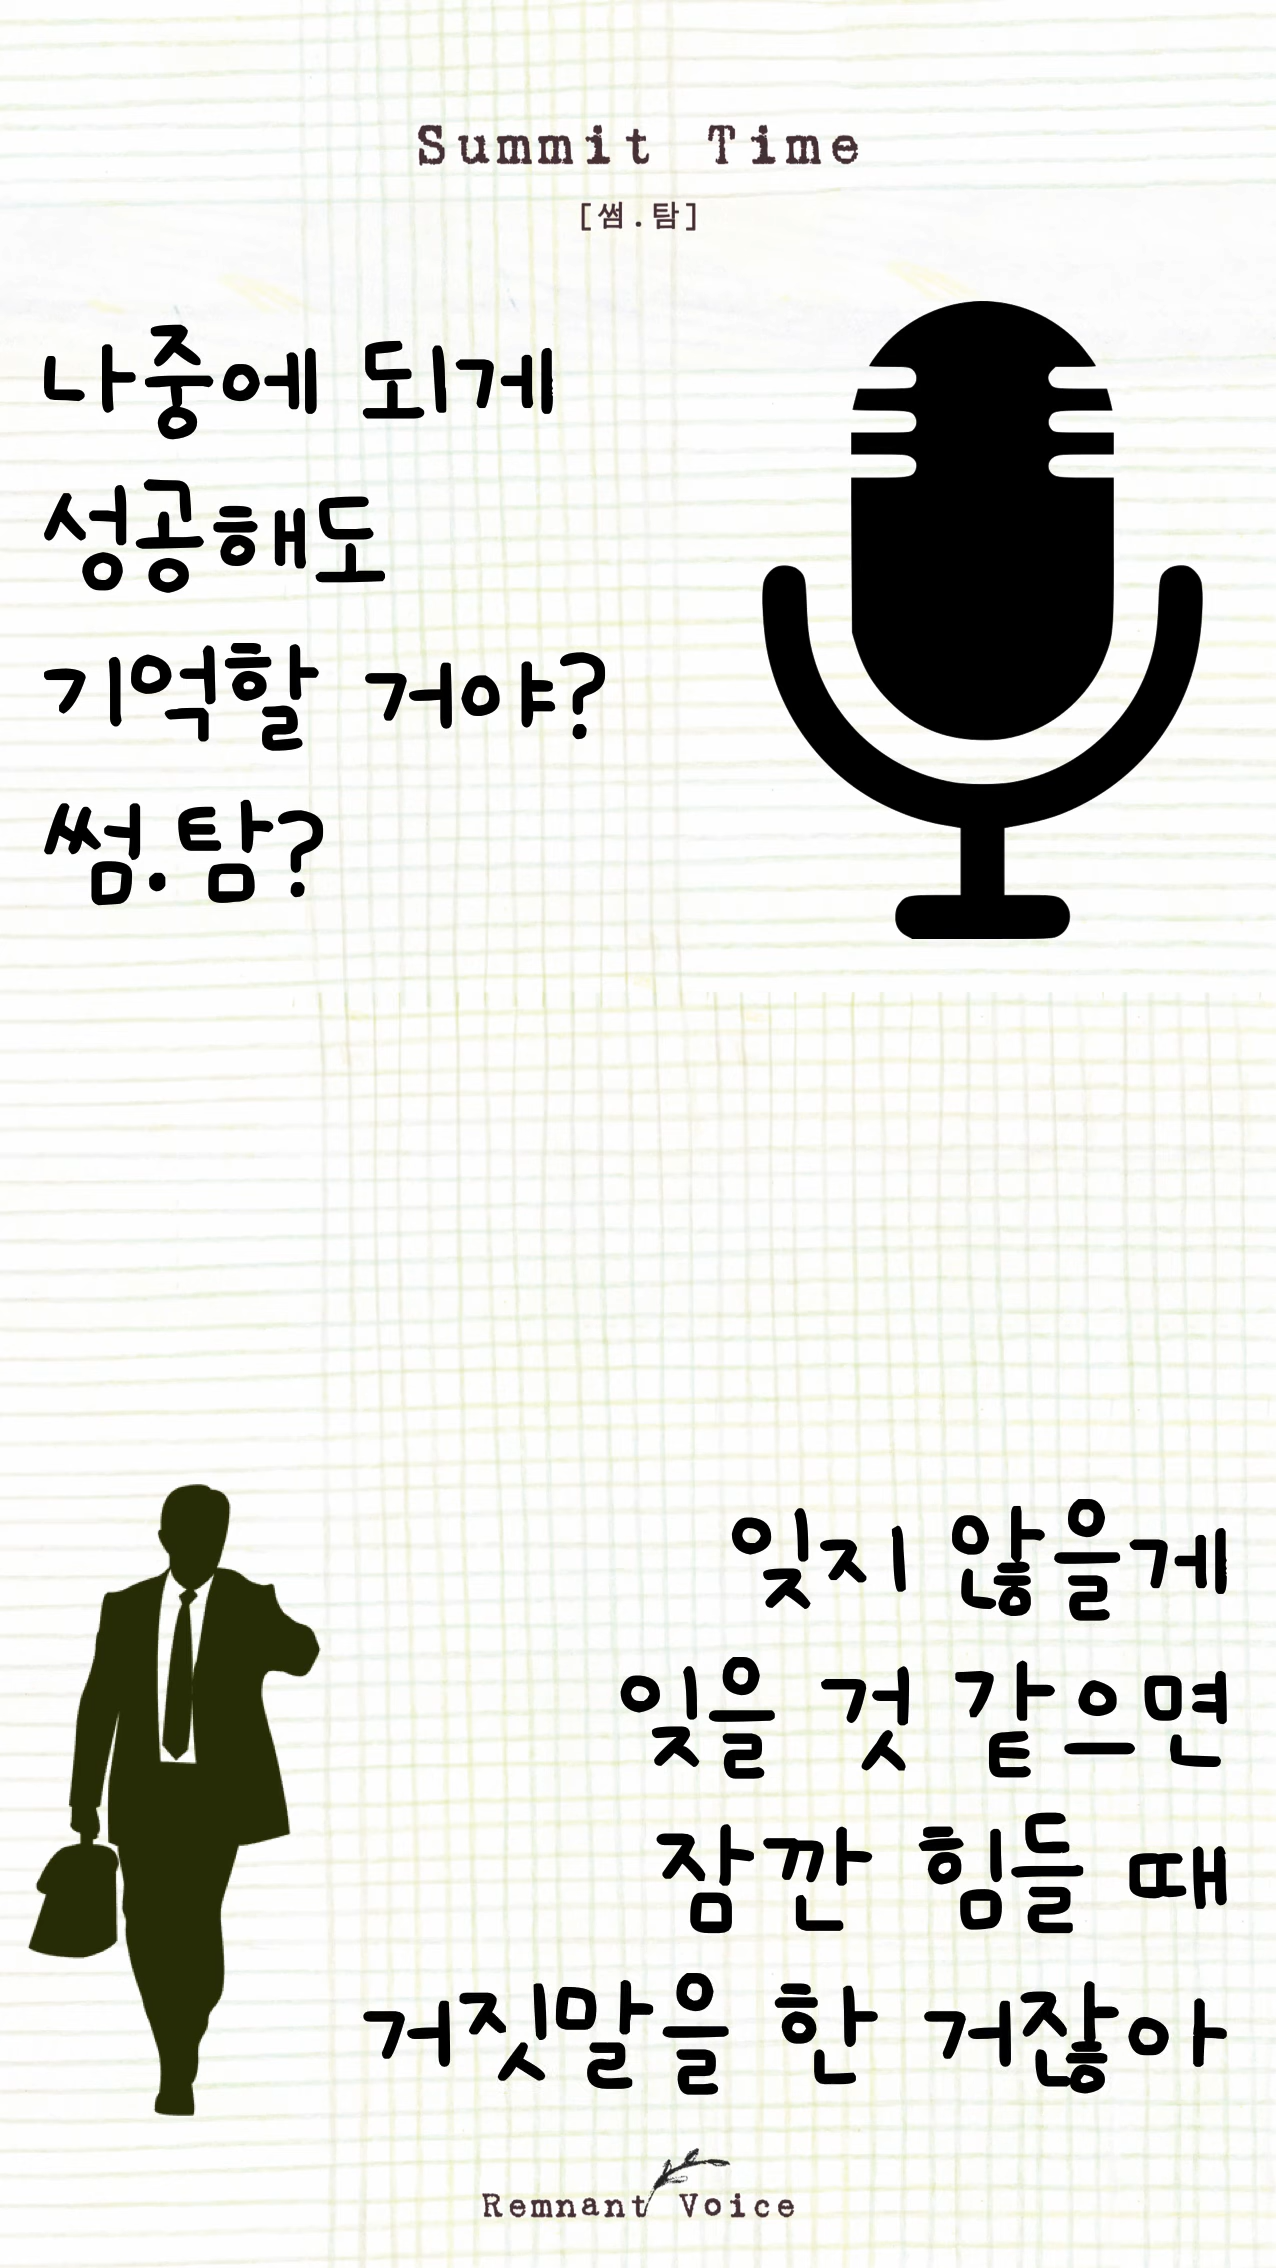 Summit Time
[썸.탐]
나중에 되게
성공해도
기억할 거야?
썸.탐?
잊지 않을게
잊을 것 같으면
잠깐 힘들 때
거짓말을 한 거잖아
Remnant Voice